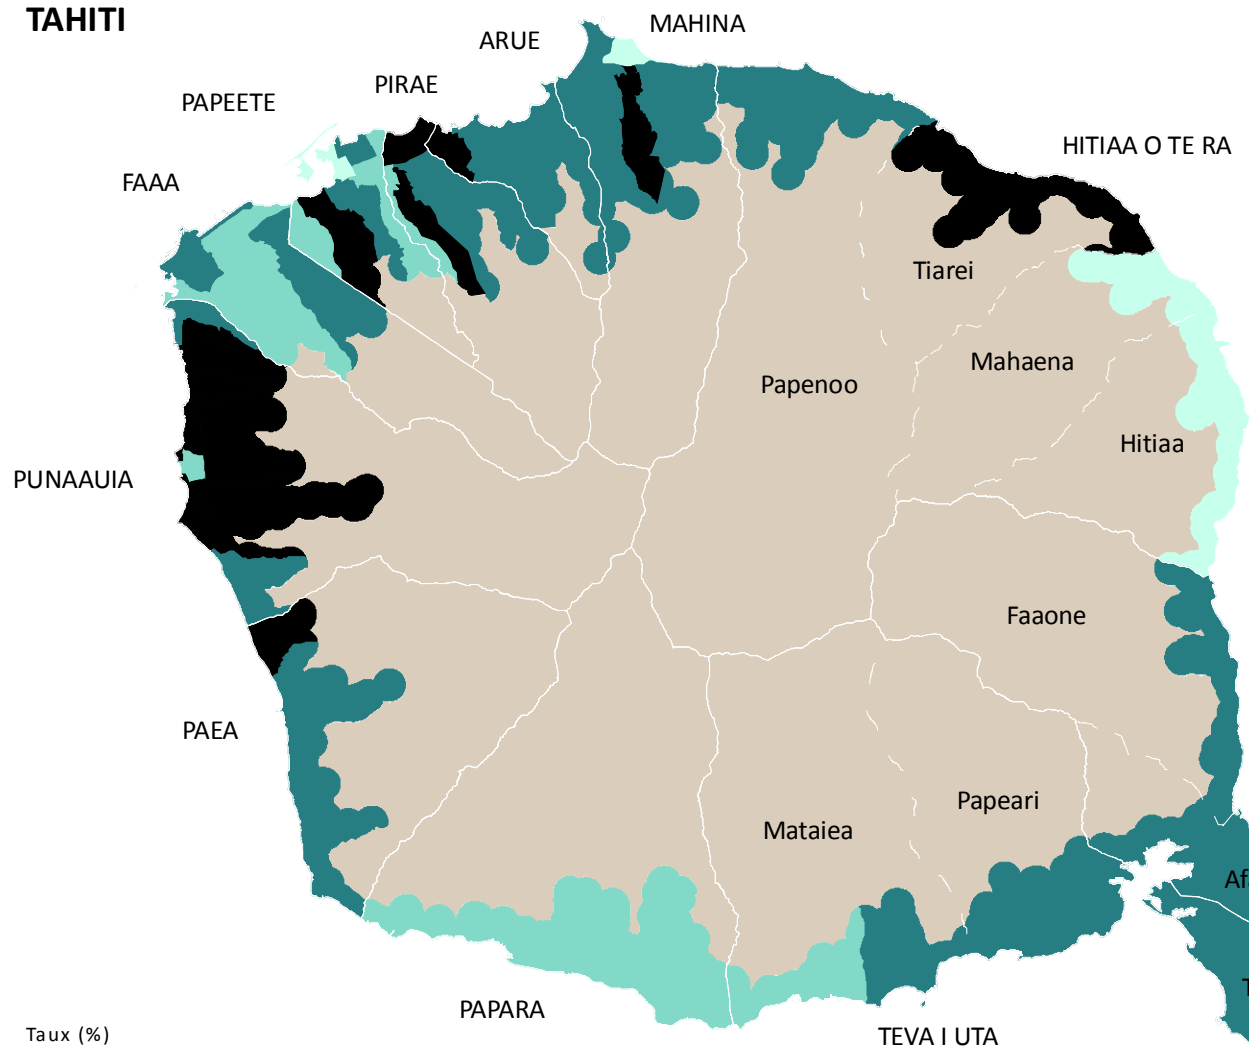 TAHITI
MAHINA
ARUE
PIRAE
PAPEETE
HITIAA O TE RA
FAAA
Tiarei
Mahaena
Papenoo
Hitiaa
PUNAAUIA
Faaone
PAEA
Papeari
Mataiea
Af
T
PAPARA
Taux (%)
TEVA I UTA